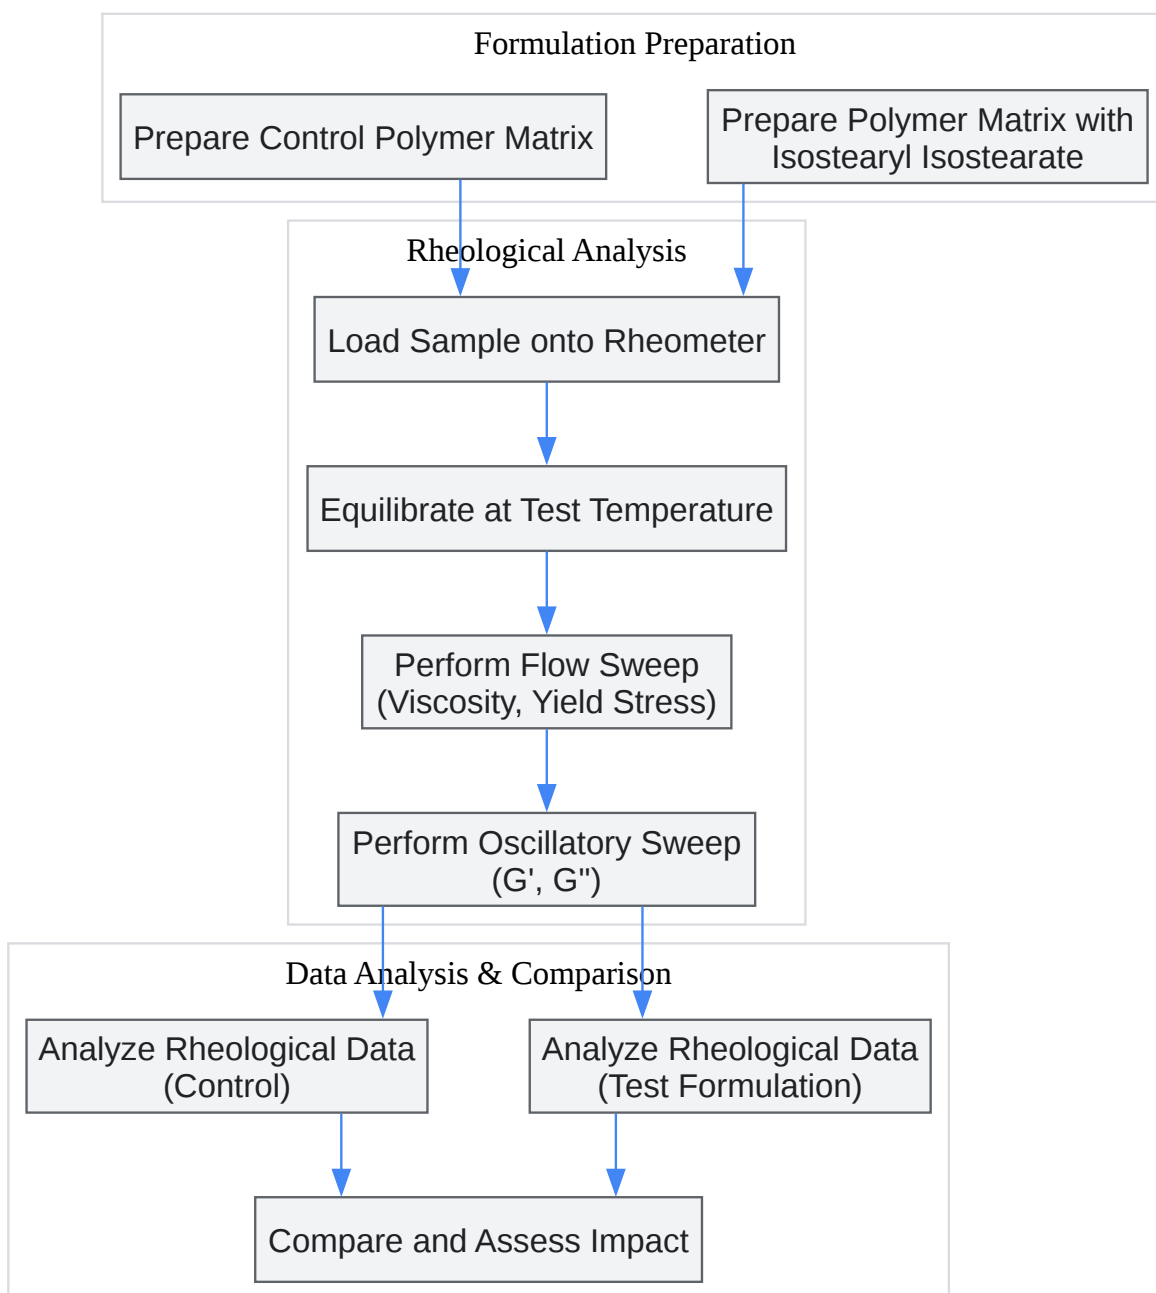 Formulation Preparation
Prepare Control Polymer Matrix
Prepare Polymer Matrix with
Isostearyl Isostearate
Rheological Analysis
Load Sample onto Rheometer
Equilibrate at Test Temperature
Perform Flow Sweep
(Viscosity, Yield Stress)
Perform Oscillatory Sweep
(G', G")
Data Analysis & Comparison
Analyze Rheological Data
(Control)
Analyze Rheological Data
(Test Formulation)
Compare and Assess Impact